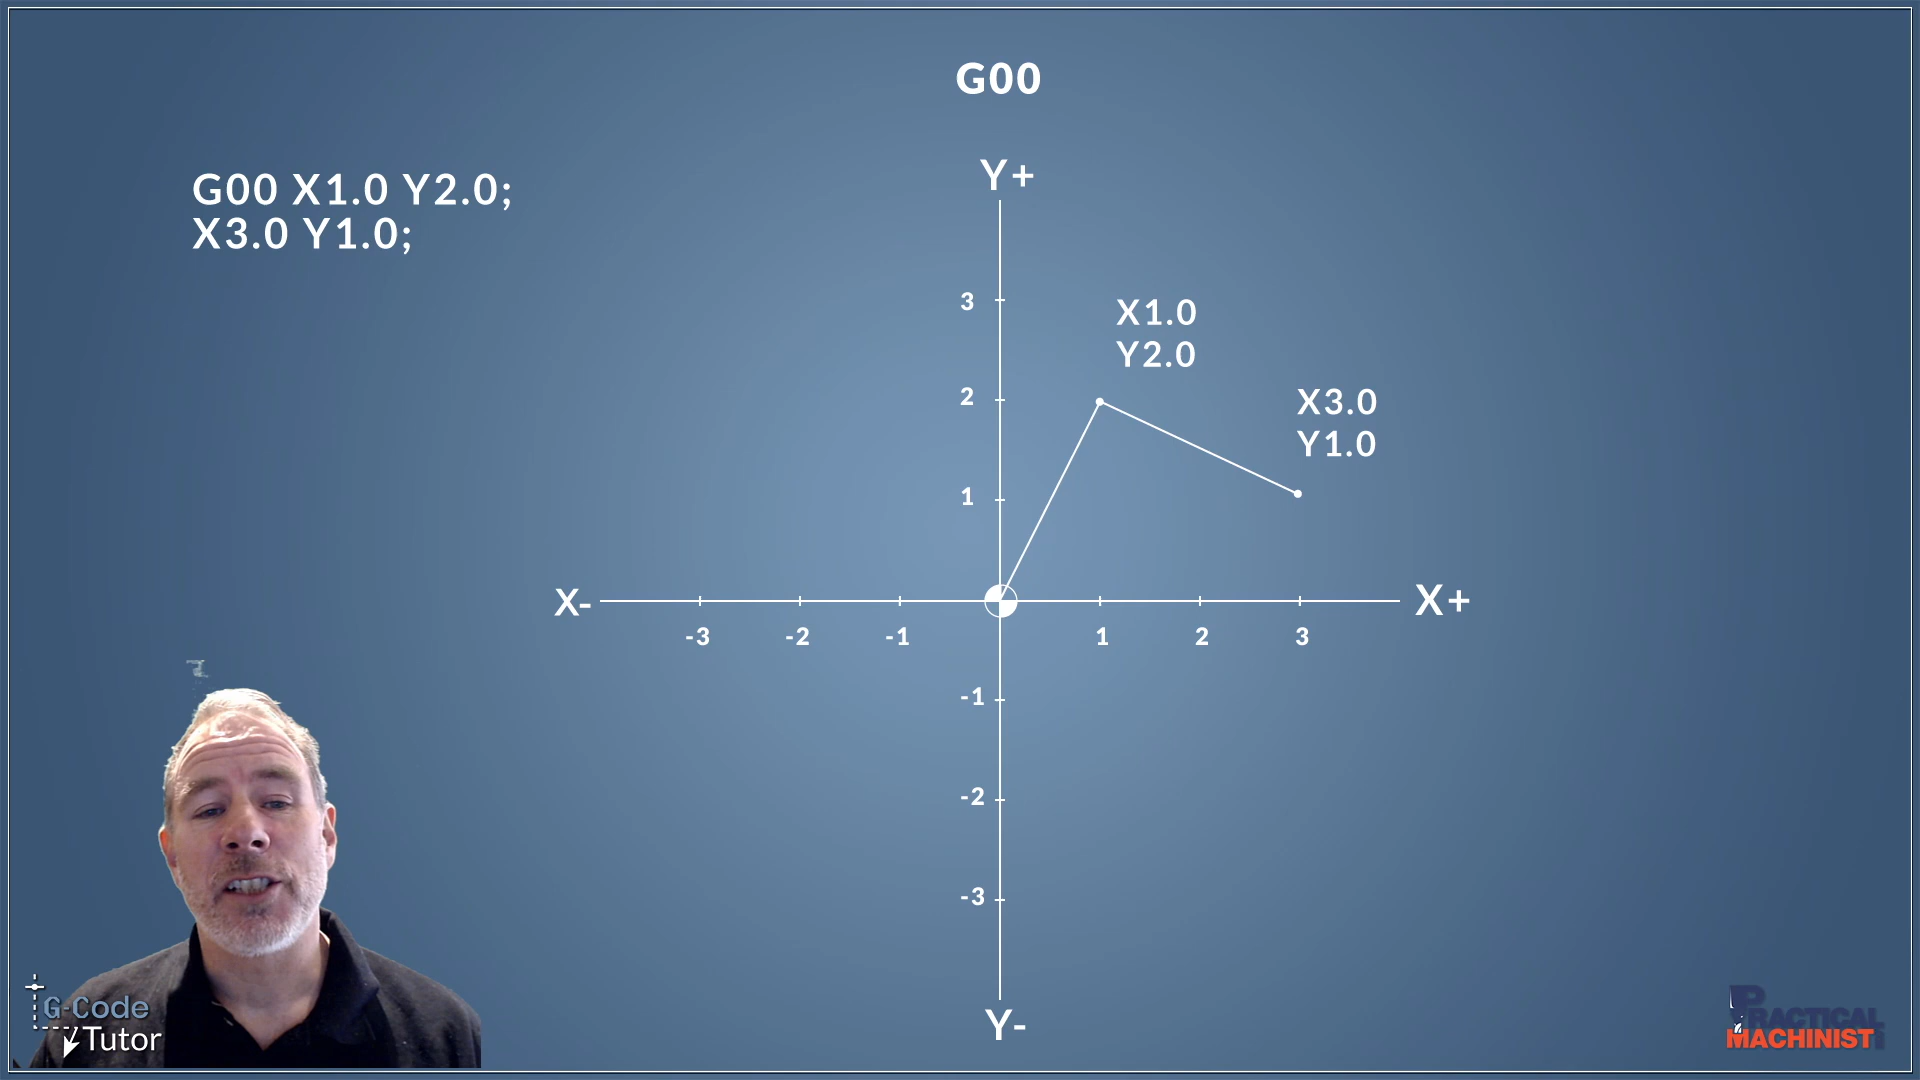 G00
G00 X1.0 Y2.0;
X3.0 Y1.0;
Y+
3
X1.0
Y2.0
2
X3.0
Y1.0
1
X-
X+
-3
-2
-1
1
2
3
-1
-2
-3
Y-
G-Code
Tutor
PRACTICAL
MACHINIST